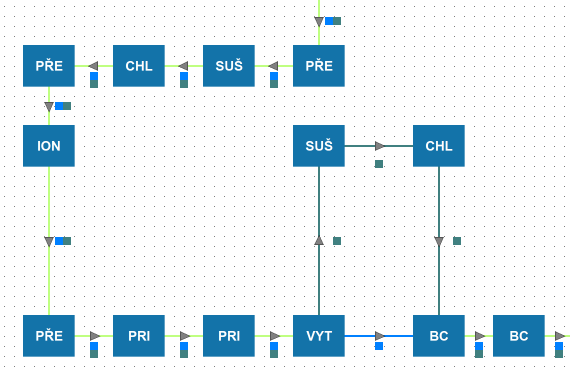 PŘE CHL SUŠ PŘE
ION SUŠ CHL
PŘE PRI PRI VYT BC BC